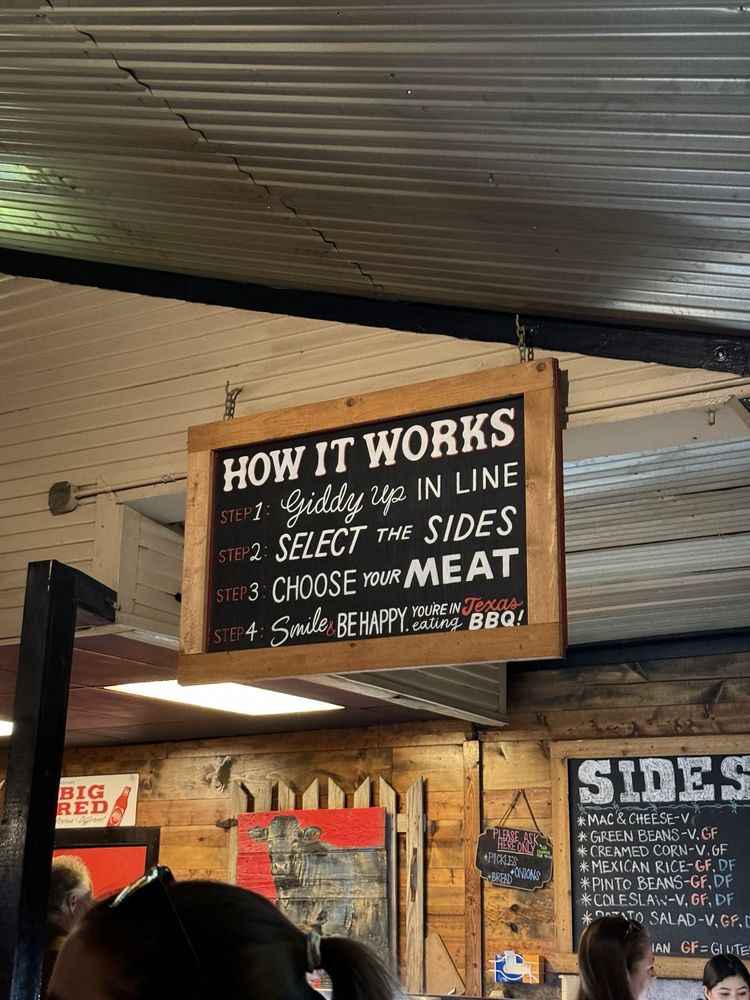 HOW IT WORKS
STEP 1: Giddy up IN LINE
STEP 2: SELECT THE SIDES
STEP 3: CHOOSE YOUR MEAT
STEP 4: Smile & BE HAPPY. YOU'RE IN Texas eating BBQ!
BIG
RED
PLEASE ASK
HERE ONLY
•PICKLES
•ONIONS
•BREAD
SIDES
*MAC & CHEESE-V
*GREEN BEANS-V,GF
*CREAMED CORN-V,GF
*MEXICAN RICE-GF,DF
*PINTO BEANS-GF,DF
*COLESLAW-GF,DF
*POTATO SALAD-V,GF,
GF=GLUTE